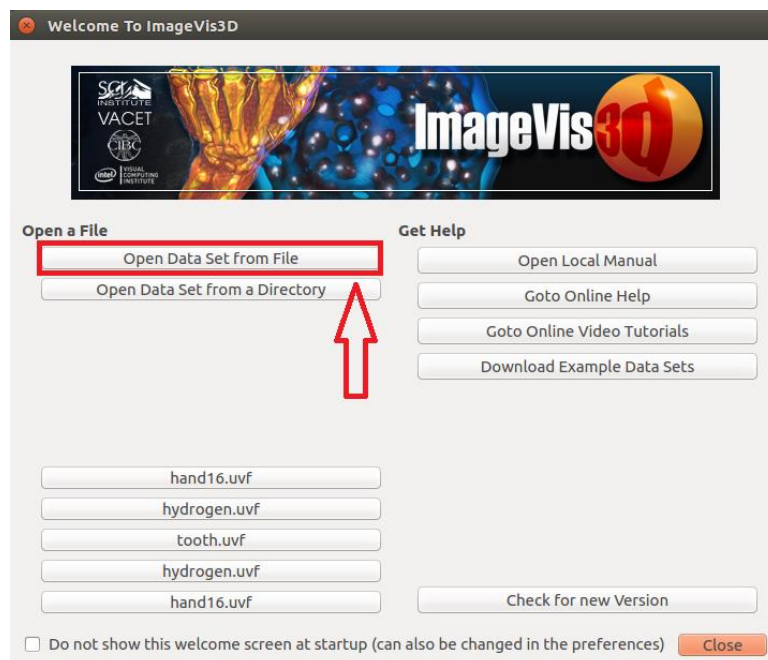 Welcome To ImageVis3D
SCI
INSTITUTE
VACET
CIBC
intel VISUAL COMPUTING INSTITUTE
ImageVis3d
Open a File
Open Data Set from File
Open Data Set from a Directory
hand16.uvf
hydrogen.uvf
tooth.uvf
hydrogen.uvf
hand16.uvf
Get Help
Open Local Manual
Goto Online Help
Goto Online Video Tutorials
Download Example Data Sets
Check for new Version
Do not show this welcome screen at startup (can also be changed in the preferences)
Close